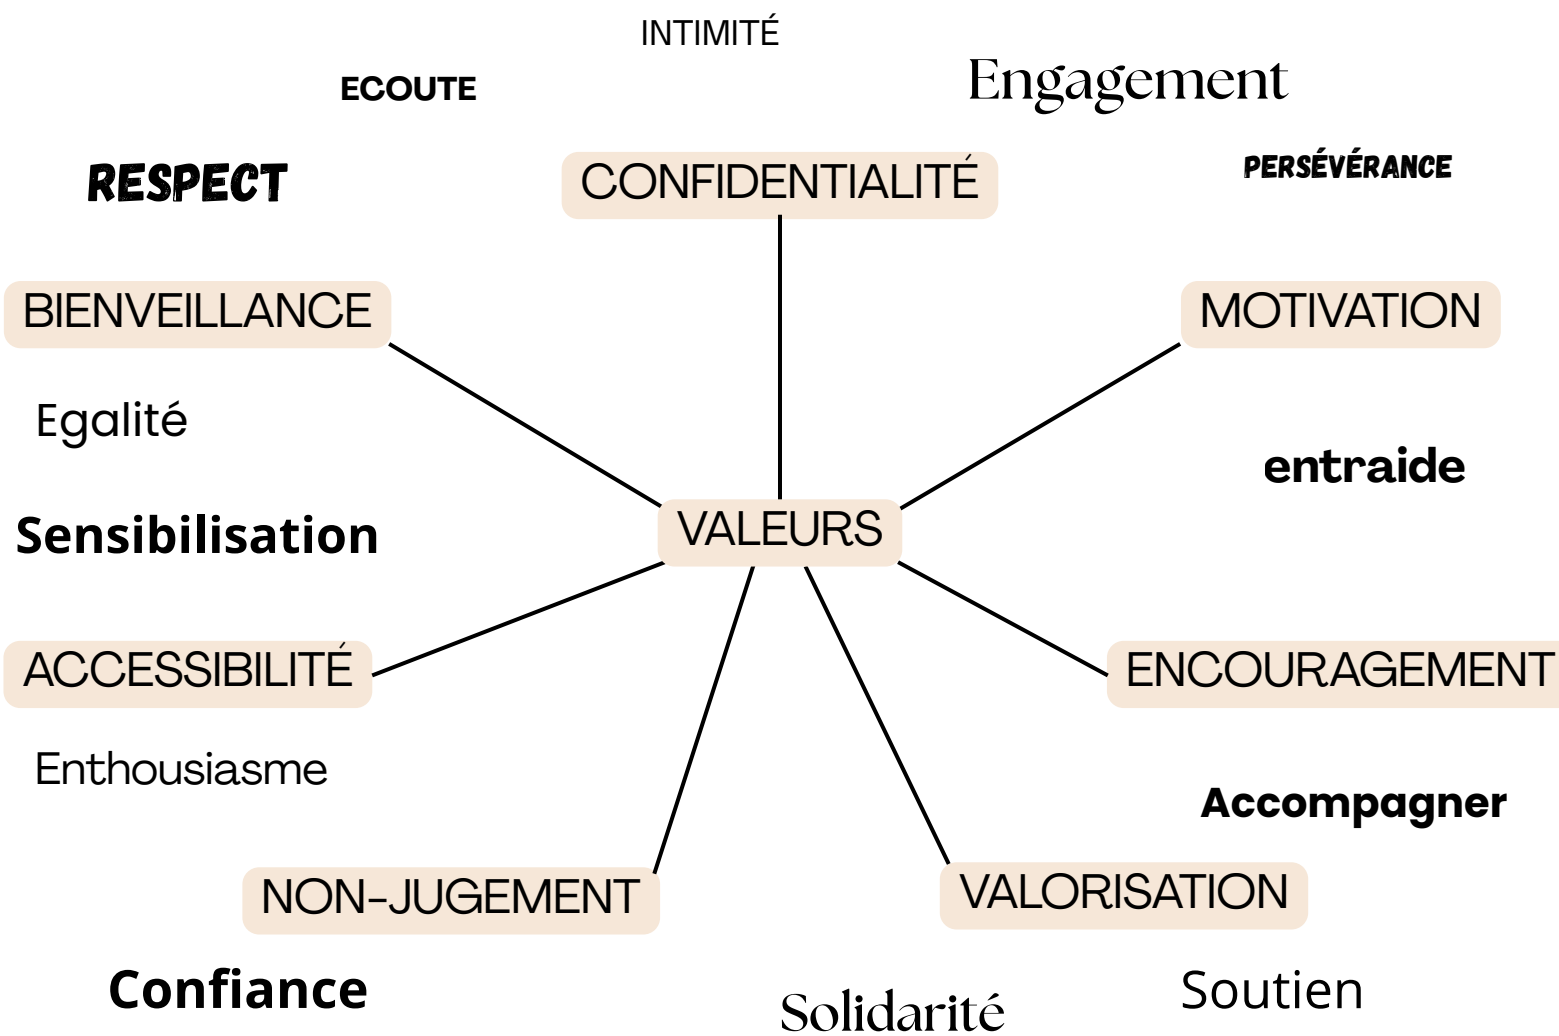 INTIMITÉ
ECOUTE
Engagement
RESPECT
CONFIDENTIALITÉ
PERSÉVÉRANCE
BIENVEILLANCE
MOTIVATION
Egalité
entraide
Sensibilisation
VALEURS
ACCESSIBILITÉ
ENCOURAGEMENT
Enthousiasme
Accompagner
NON-JUGEMENT
VALORISATION
Confiance
Solidarité
Soutien